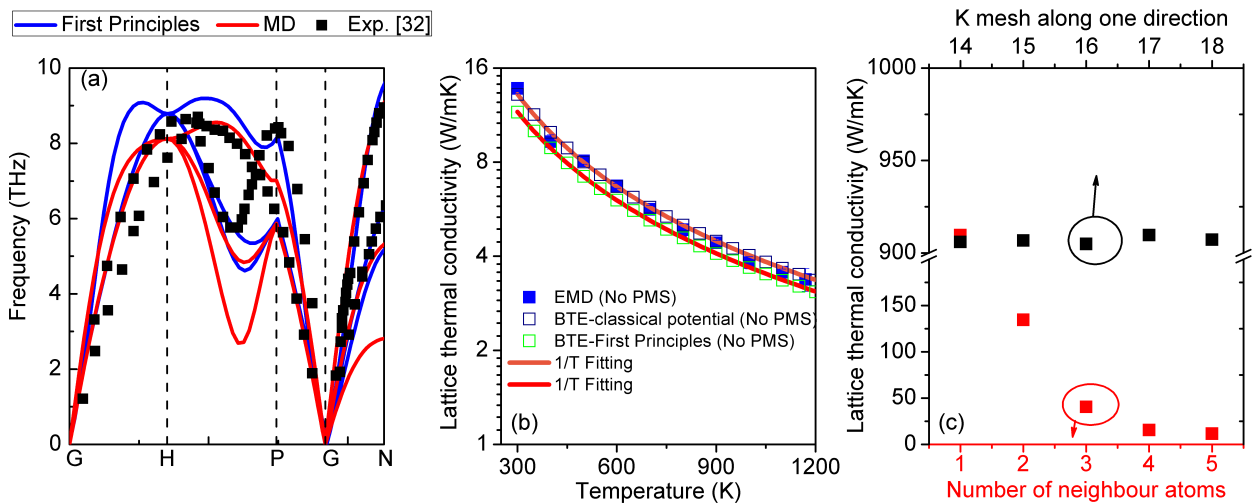 First Principles MD Exp. [32]
(a)
10
8
6
4
2
0
Frequency (THz)
G H P G N
16
8
4
2
1
Lattice thermal conductivity (W/mK)
EMD (No PMS)
BTE-classical potential (No PMS)
BTE-First Principles (No PMS)
1/T Fitting
1/T Fitting
(b)
300 600 900 1200
Temperature (K)
K mesh along one direction
14 15 16 17 18
1000
950
900
150
100
50
0
Lattice thermal conductivity (W/mK)
(c)
1 2 3 4 5
Number of neighbour atoms